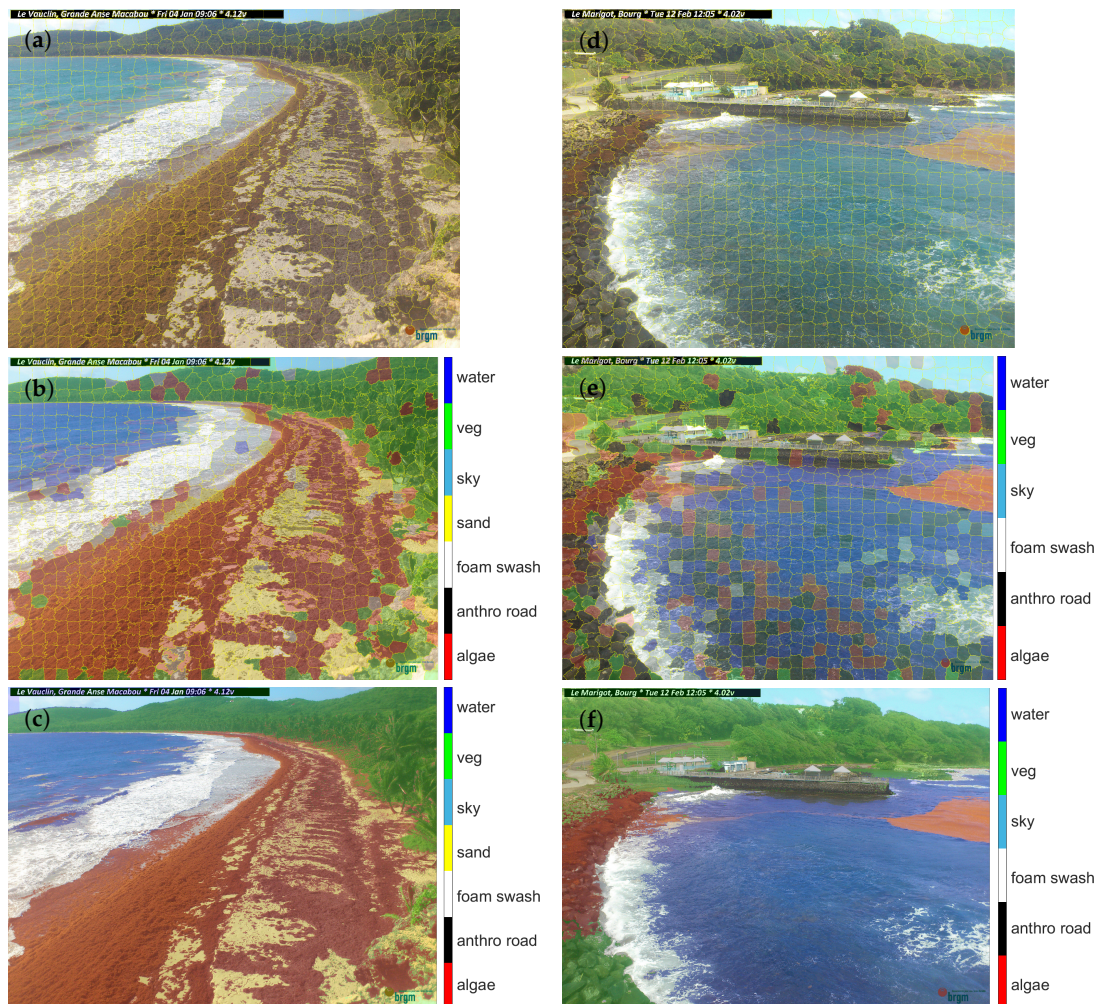 Le Vauclin, Grande Anse Macabou * Fri 04 Jan 09:06 * 4.12v
(a)
brgm
Le Marigot, Bourg * Tue 12 Feb 12:05 * 4.02v
(d)
brgm
Le Vauclin, Grande Anse Macabou * Fri 04 Jan 09:06 * 4.12v
(b)
brgm
water
veg
sky
sand
foam swash
anthro road
algae
Le Marigot, Bourg * Tue 12 Feb 12:05 * 4.02v
(e)
brgm
water
veg
sky
foam swash
anthro road
algae
Le Vauclin, Grande Anse Macabou * Fri 04 Jan 09:06 * 4.12v
(c)
brgm
water
veg
sky
sand
foam swash
anthro road
algae
Le Marigot, Bourg * Tue 12 Feb 12:05 * 4.02v
(f)
brgm
water
veg
sky
foam swash
anthro road
algae